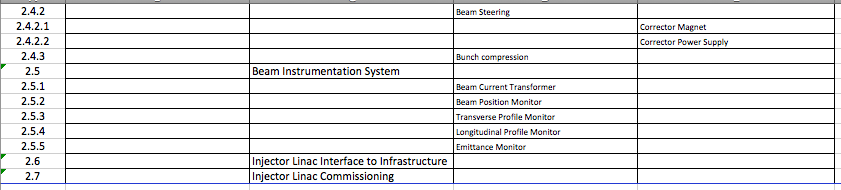 2.4.2 Beam Steering
2.4.2.1 Corrector Magnet
2.4.2.2 Corrector Power Supply
2.4.3 Bunch compression
2.5 Beam Instrumentation System
2.5.1 Beam Current Transformer
2.5.2 Beam Position Monitor
2.5.3 Transverse Profile Monitor
2.5.4 Longitudinal Profile Monitor
2.5.5 Emittance Monitor
2.6 Injector Linac Interface to Infrastructure
2.7 Injector Linac Commissioning